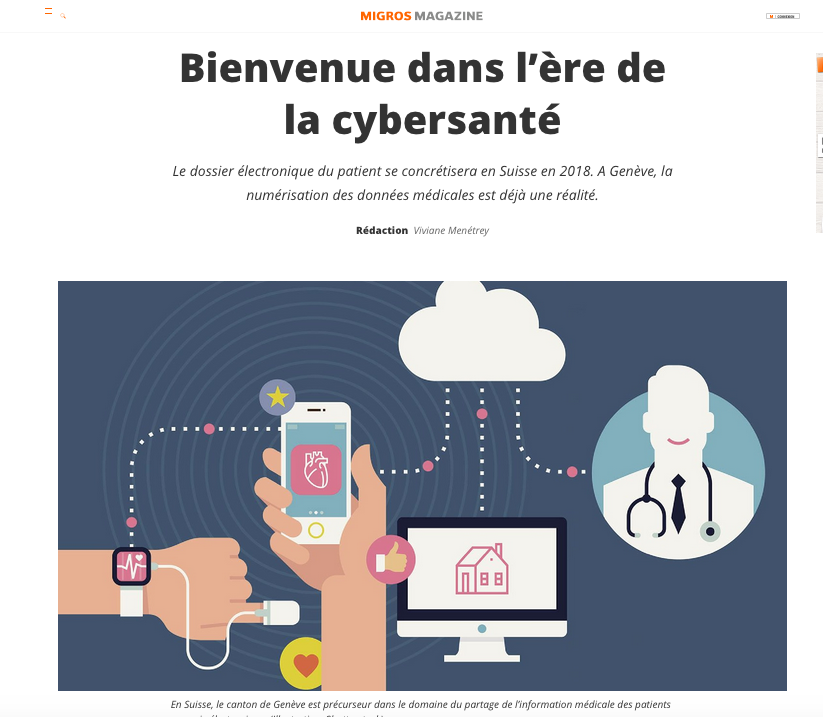 MIGROS MAGAZINE
CONNEXION
Bienvenue dans l’ère de
la cybersanté
Le dossier électronique du patient se concrétisera en Suisse en 2018. A Genève, la
numérisation des données médicales est déjà une réalité.
Rédaction Viviane Menétrey
En Suisse, le canton de Genève est précurseur dans le domaine du partage de l’information médicale des patients